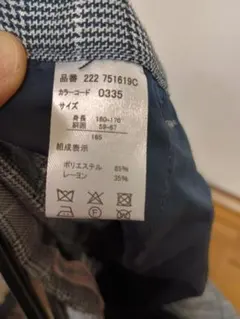 品番 222 751619C
カラーコード 0335
サイズ
身長 160~170
胴囲 59-67
165
組成表示
ポリエステル 65%
レーヨン 35%